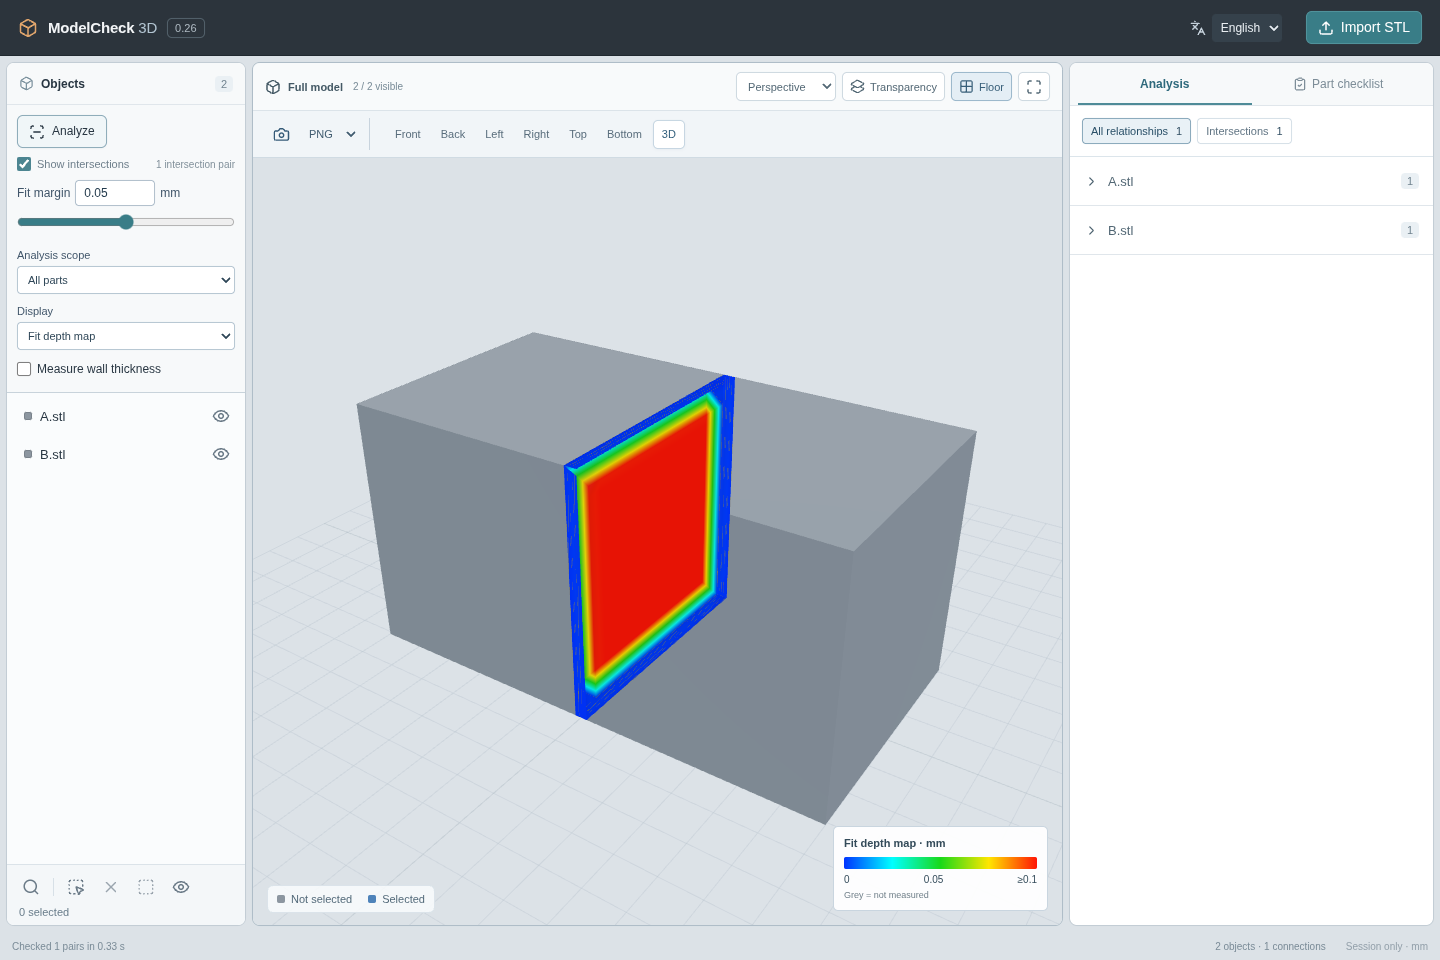 ModelCheck 3D 0.26
English
Import STL
Objects 2
Analyze
Show intersections 1 intersection pair
Fit margin 0.05 mm
Analysis scope
All parts
Display
Fit depth map
Measure wall thickness
A.stl
B.stl
0 selected
Full model 2 / 2 visible
Perspective Transparency Floor
PNG Front Back Left Right Top Bottom 3D
Not selected Selected
Fit depth map · mm
0 0.05 ≥0.1
Grey = not measured
Analysis Part checklist
All relationships 1 Intersections 1
A.stl 1
B.stl 1
Checked 1 pairs in 0.33 s
2 objects · 1 connections Session only · mm